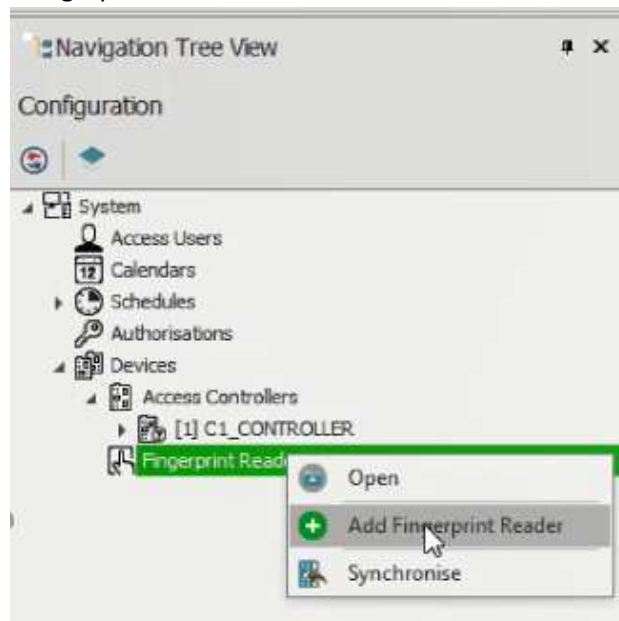 Navigation Tree View
Configuration
System
Access Users
12 Calendars
Schedules
Authorisations
Devices
Access Controllers
[1] C1_CONTROLLER
Fingerprint Read
Open
Add Fingerprint Reader
Synchronise